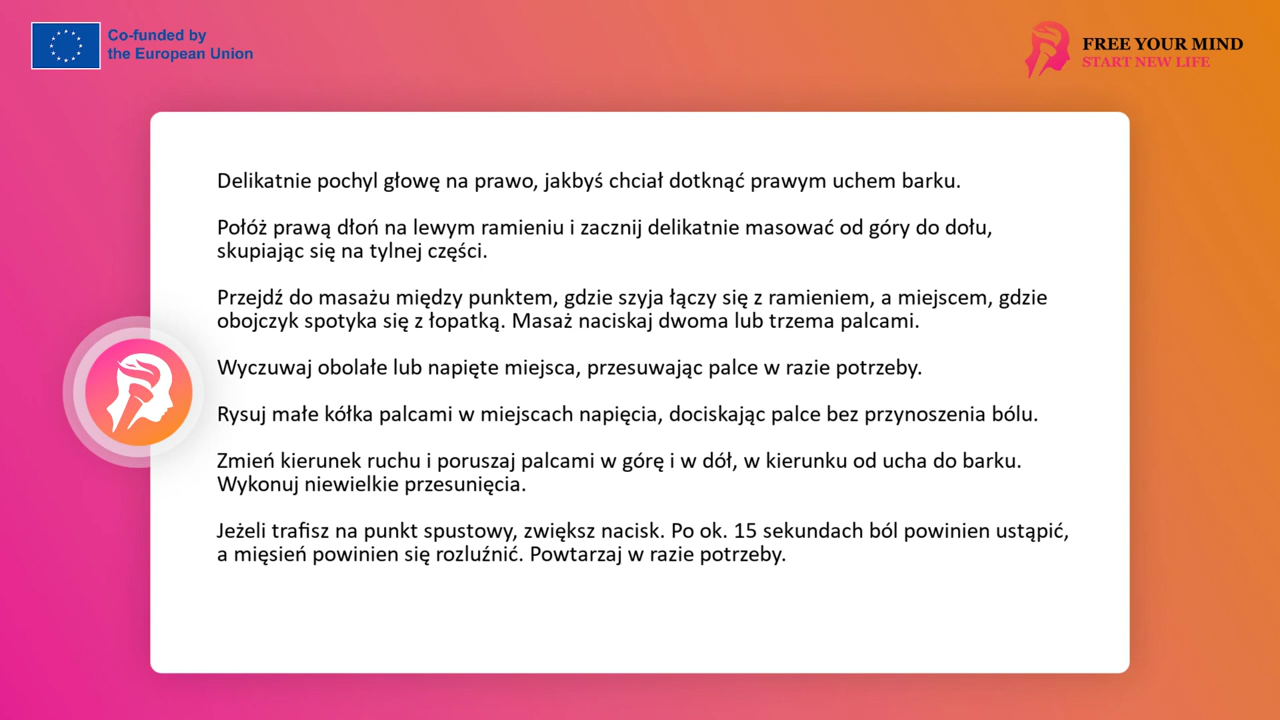 Co-funded by
the European Union
FREE YOUR MIND
START NEW LIFE
Delikatnie pochyl głowę na prawo, jakbyś chciał dotknąć prawym uchem barku.
Połóż prawą dłoń na lewym ramieniu i zacznij delikatnie masować od góry do dołu,
skupiając się na tylnej części.
Przejdź do masażu między punktem, gdzie szyja łączy się z ramieniem, a miejscem, gdzie
obojczyk spotyka się z łopatką. Masaż naciskaj dwoma lub trzema palcami.
Wyczuwaj obolałe lub napięte miejsca, przesuwając palce w razie potrzeby.
Rysuj małe kółka palcami w miejscach napięcia, dociskając palce bez przynoszenia bólu.
Zmień kierunek ruchu i poruszaj palcami w górę i w dół, w kierunku od ucha do barku.
Wykonuj niewielkie przesunięcia.
Jeżeli trafisz na punkt spustowy, zwiększ nacisk. Po ok. 15 sekundach ból powinien ustąpić,
a mięsień powinien się rozluźnić. Powtarzaj w razie potrzeby.